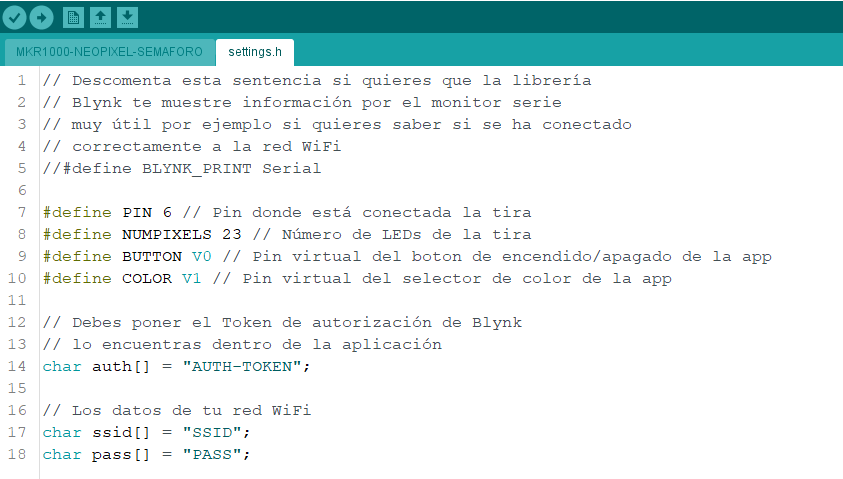 MKR1000-NEOPIXEL-SEMAFORO settings.h
1 // Descomenta esta sentencia si quieres que la librería
2 // Blynk te muestre información por el monitor serie
3 // muy útil por ejemplo si quieres saber si se ha conectado
4 // correctamente a la red WiFi
5 //#define BLYNK_PRINT Serial
6
7 #define PIN 6 // Pin donde está conectada la tira
8 #define NUMPIXELS 23 // Número de LEDs de la tira
9 #define BUTTON V0 // Pin virtual del boton de encendido/apagado de la app
10 #define COLOR V1 // Pin virtual del selector de color de la app
11
12 // Debes poner el Token de autorización de Blynk
13 // lo encuentras dentro de la aplicación
14 char auth[] = "AUTH-TOKEN";
15
16 // Los datos de tu red WiFi
17 char ssid[] = "SSID";
18 char pass[] = "PASS";